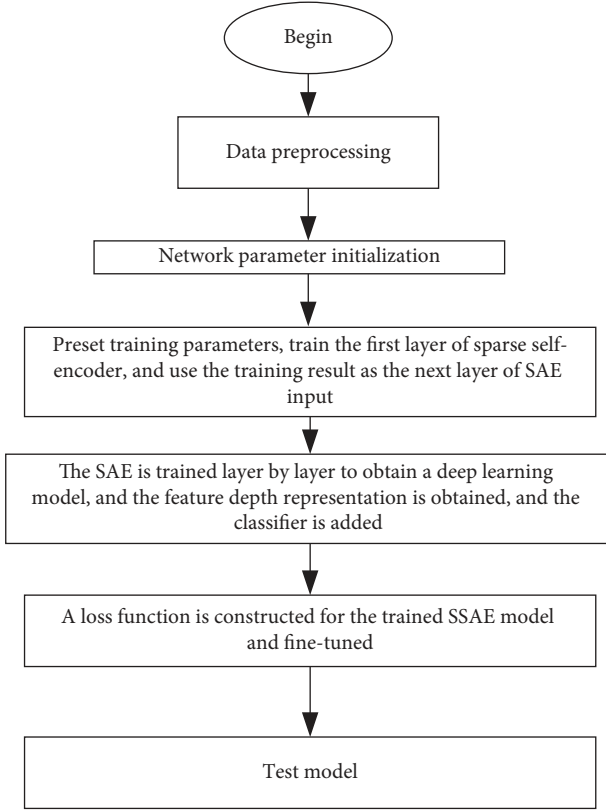 Begin
Data preprocessing
Network parameter initialization
Preset training parameters, train the first layer of sparse self-
encoder, and use the training result as the next layer of SAE
input
The SAE is trained layer by layer to obtain a deep learning
model, and the feature depth representation is obtained, and the
classifier is added
A loss function is constructed for the trained SSAE model
and fine-tuned
Test model